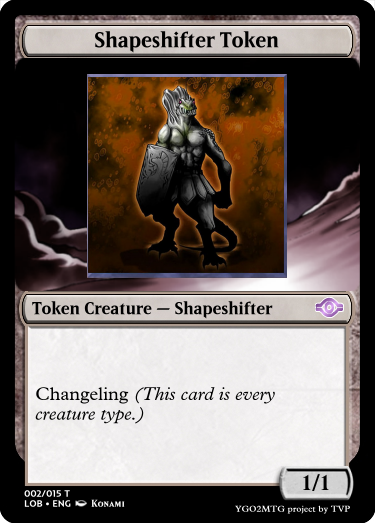 Shapeshifter Token
Token Creature — Shapeshifter
Changeling (This card is every
creature type.)
1/1
002/015 T
LOB • ENG KONAMI
YGO2MTG project by TVP